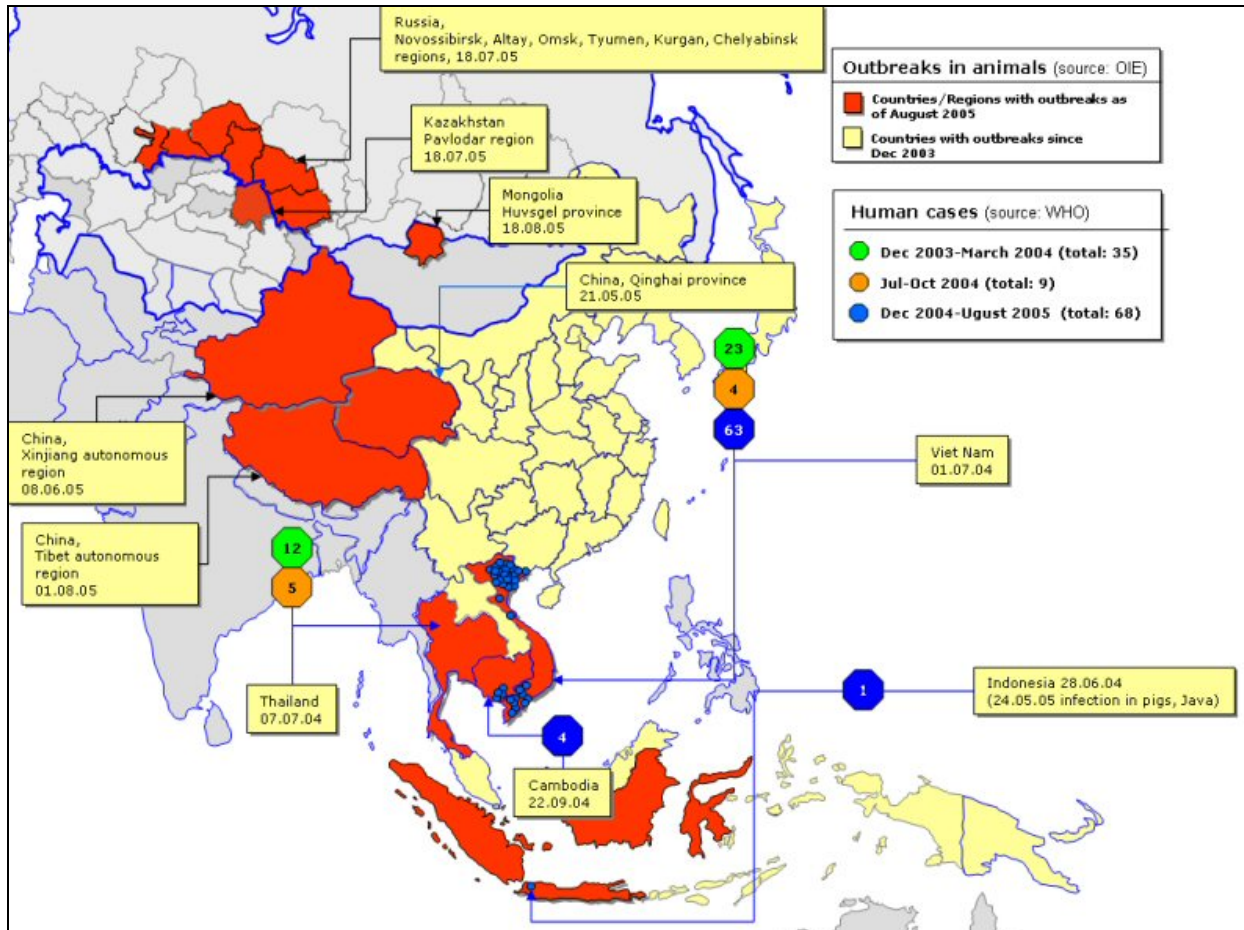 Russia,
Novossibirsk, Altay, Omsk, Tyumen, Kurgan, Chelyabinsk
regions, 18.07.05
Outbreaks in animals (source: OIE)
Countries/Regions with outbreaks as
of August 2005
Countries with outbreaks since
Dec 2003
Kazakhstan
Pavlodar region
18.07.05
Mongolia
Huvsgel province
18.08.05
Human cases (source: WHO)
Dec 2003-March 2004 (total: 35)
Jul-Oct 2004 (total: 9)
Dec 2004-Ugust 2005 (total: 68)
China, Qinghai province
21.05.05
23
4
63
China,
Xinjiang autonomous
region
08.06.05
Viet Nam
01.07.04
China,
Tibet autonomous
region
01.08.05
12
5
Thailand
07.07.04
1
Indonesia 28.06.04
(24.05.05 infection in pigs, Java)
4
Cambodia
22.09.04